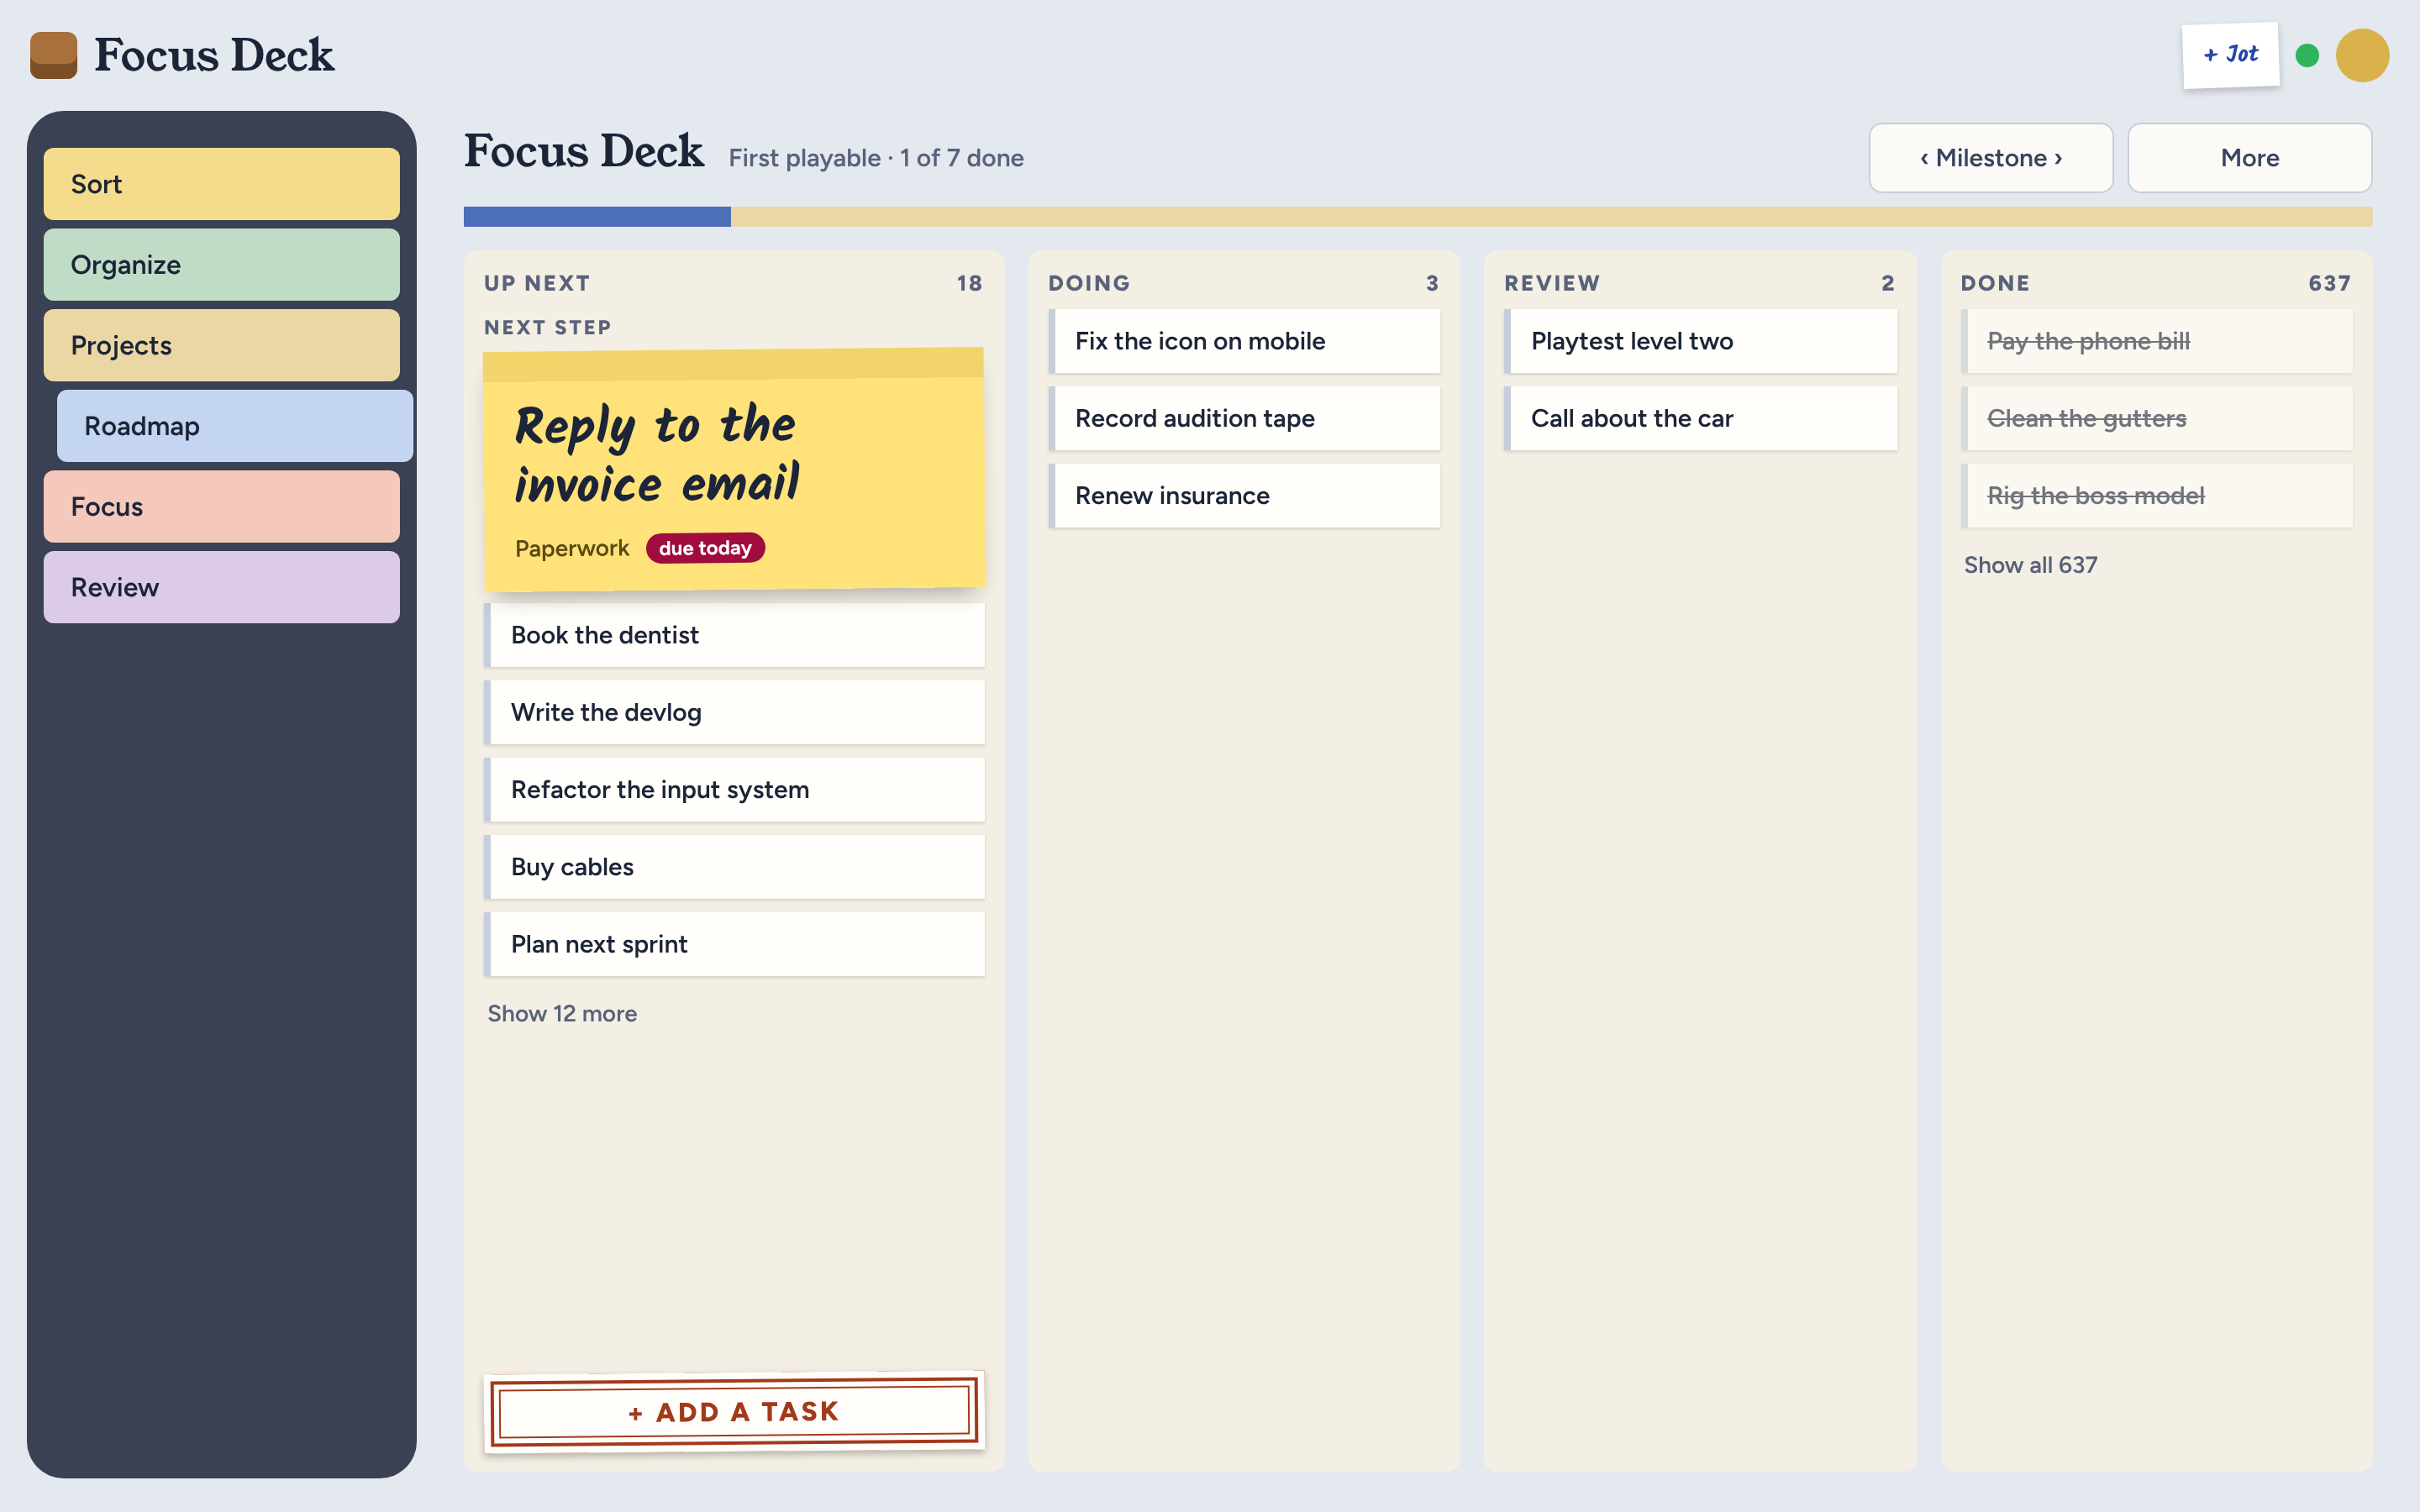 Focus Deck
+ Jot
Sort
Organize
Projects
Roadmap
Focus
Review
Focus Deck
First playable · 1 of 7 done
‹ Milestone ›
More
UP NEXT
18
NEXT STEP
Reply to the
invoice email
Paperwork
due today
Book the dentist
Write the devlog
Refactor the input system
Buy cables
Plan next sprint
Show 12 more
+ ADD A TASK
DOING
3
Fix the icon on mobile
Record audition tape
Renew insurance
REVIEW
2
Playtest level two
Call about the car
DONE
637
Pay the phone bill
Clean the gutters
Rig the boss model
Show all 637